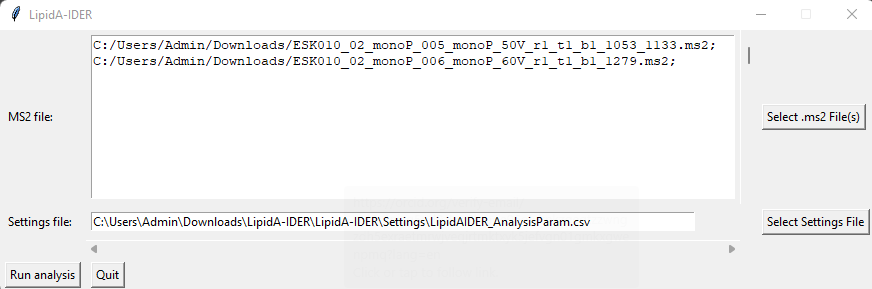 LipidA-IDER
C:/Users/Admin/Downloads/ESK010_02_monoP_005_monoP_50V_r1_t1_b1_1053_1133.ms2;
C:/Users/Admin/Downloads/ESK010_02_monoP_006_monoP_60V_r1_t1_b1_1279.ms2;
MS2 file:
Select .ms2 File(s)
Settings file:
C:\Users\Admin\Downloads\LipidA-IDER\LipidA-IDER\Settings\LipidAIDER_AnalysisParam.csv
Select Settings File
Run analysis
Quit